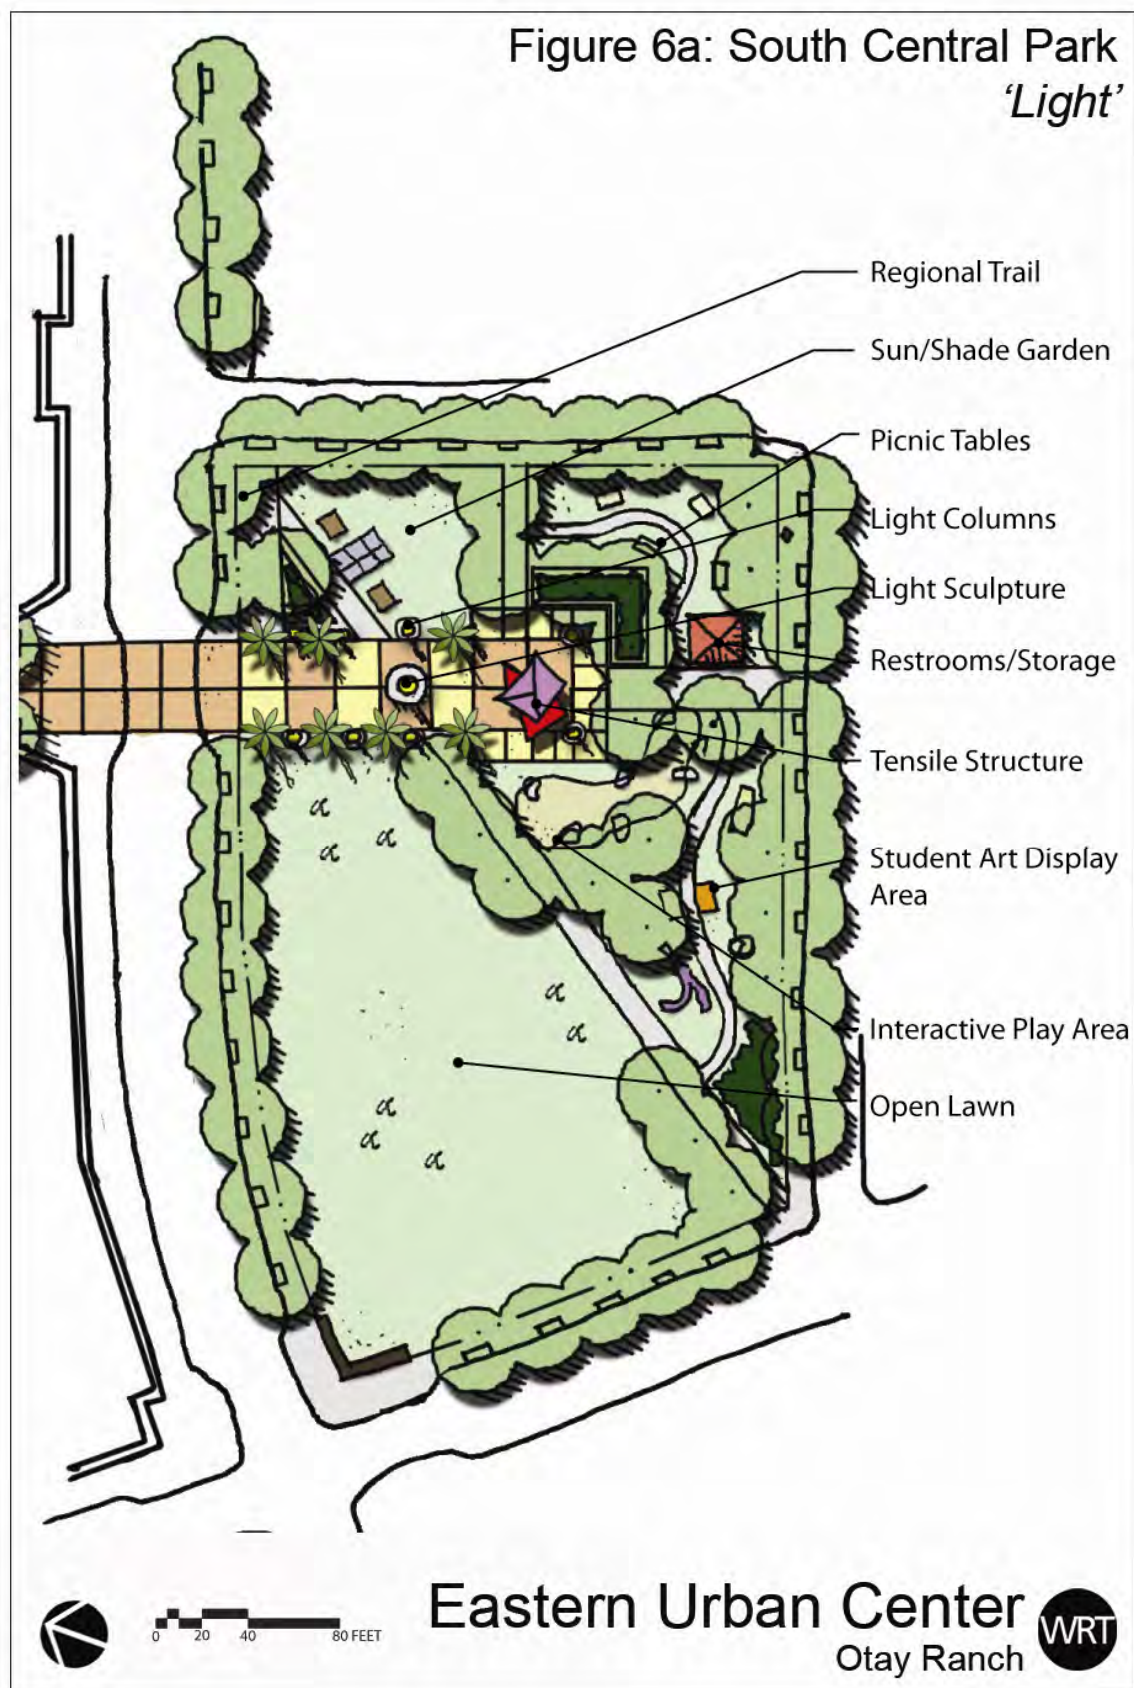 Figure 6a: South Central Park
‘Light’
Regional Trail
Sun/Shade Garden
Picnic Tables
Light Columns
Light Sculpture
Restrooms/Storage
Tensile Structure
Student Art Display
Area
Interactive Play Area
Open Lawn
0 20 40 80 FEET
Eastern Urban Center
Otay Ranch
WRT